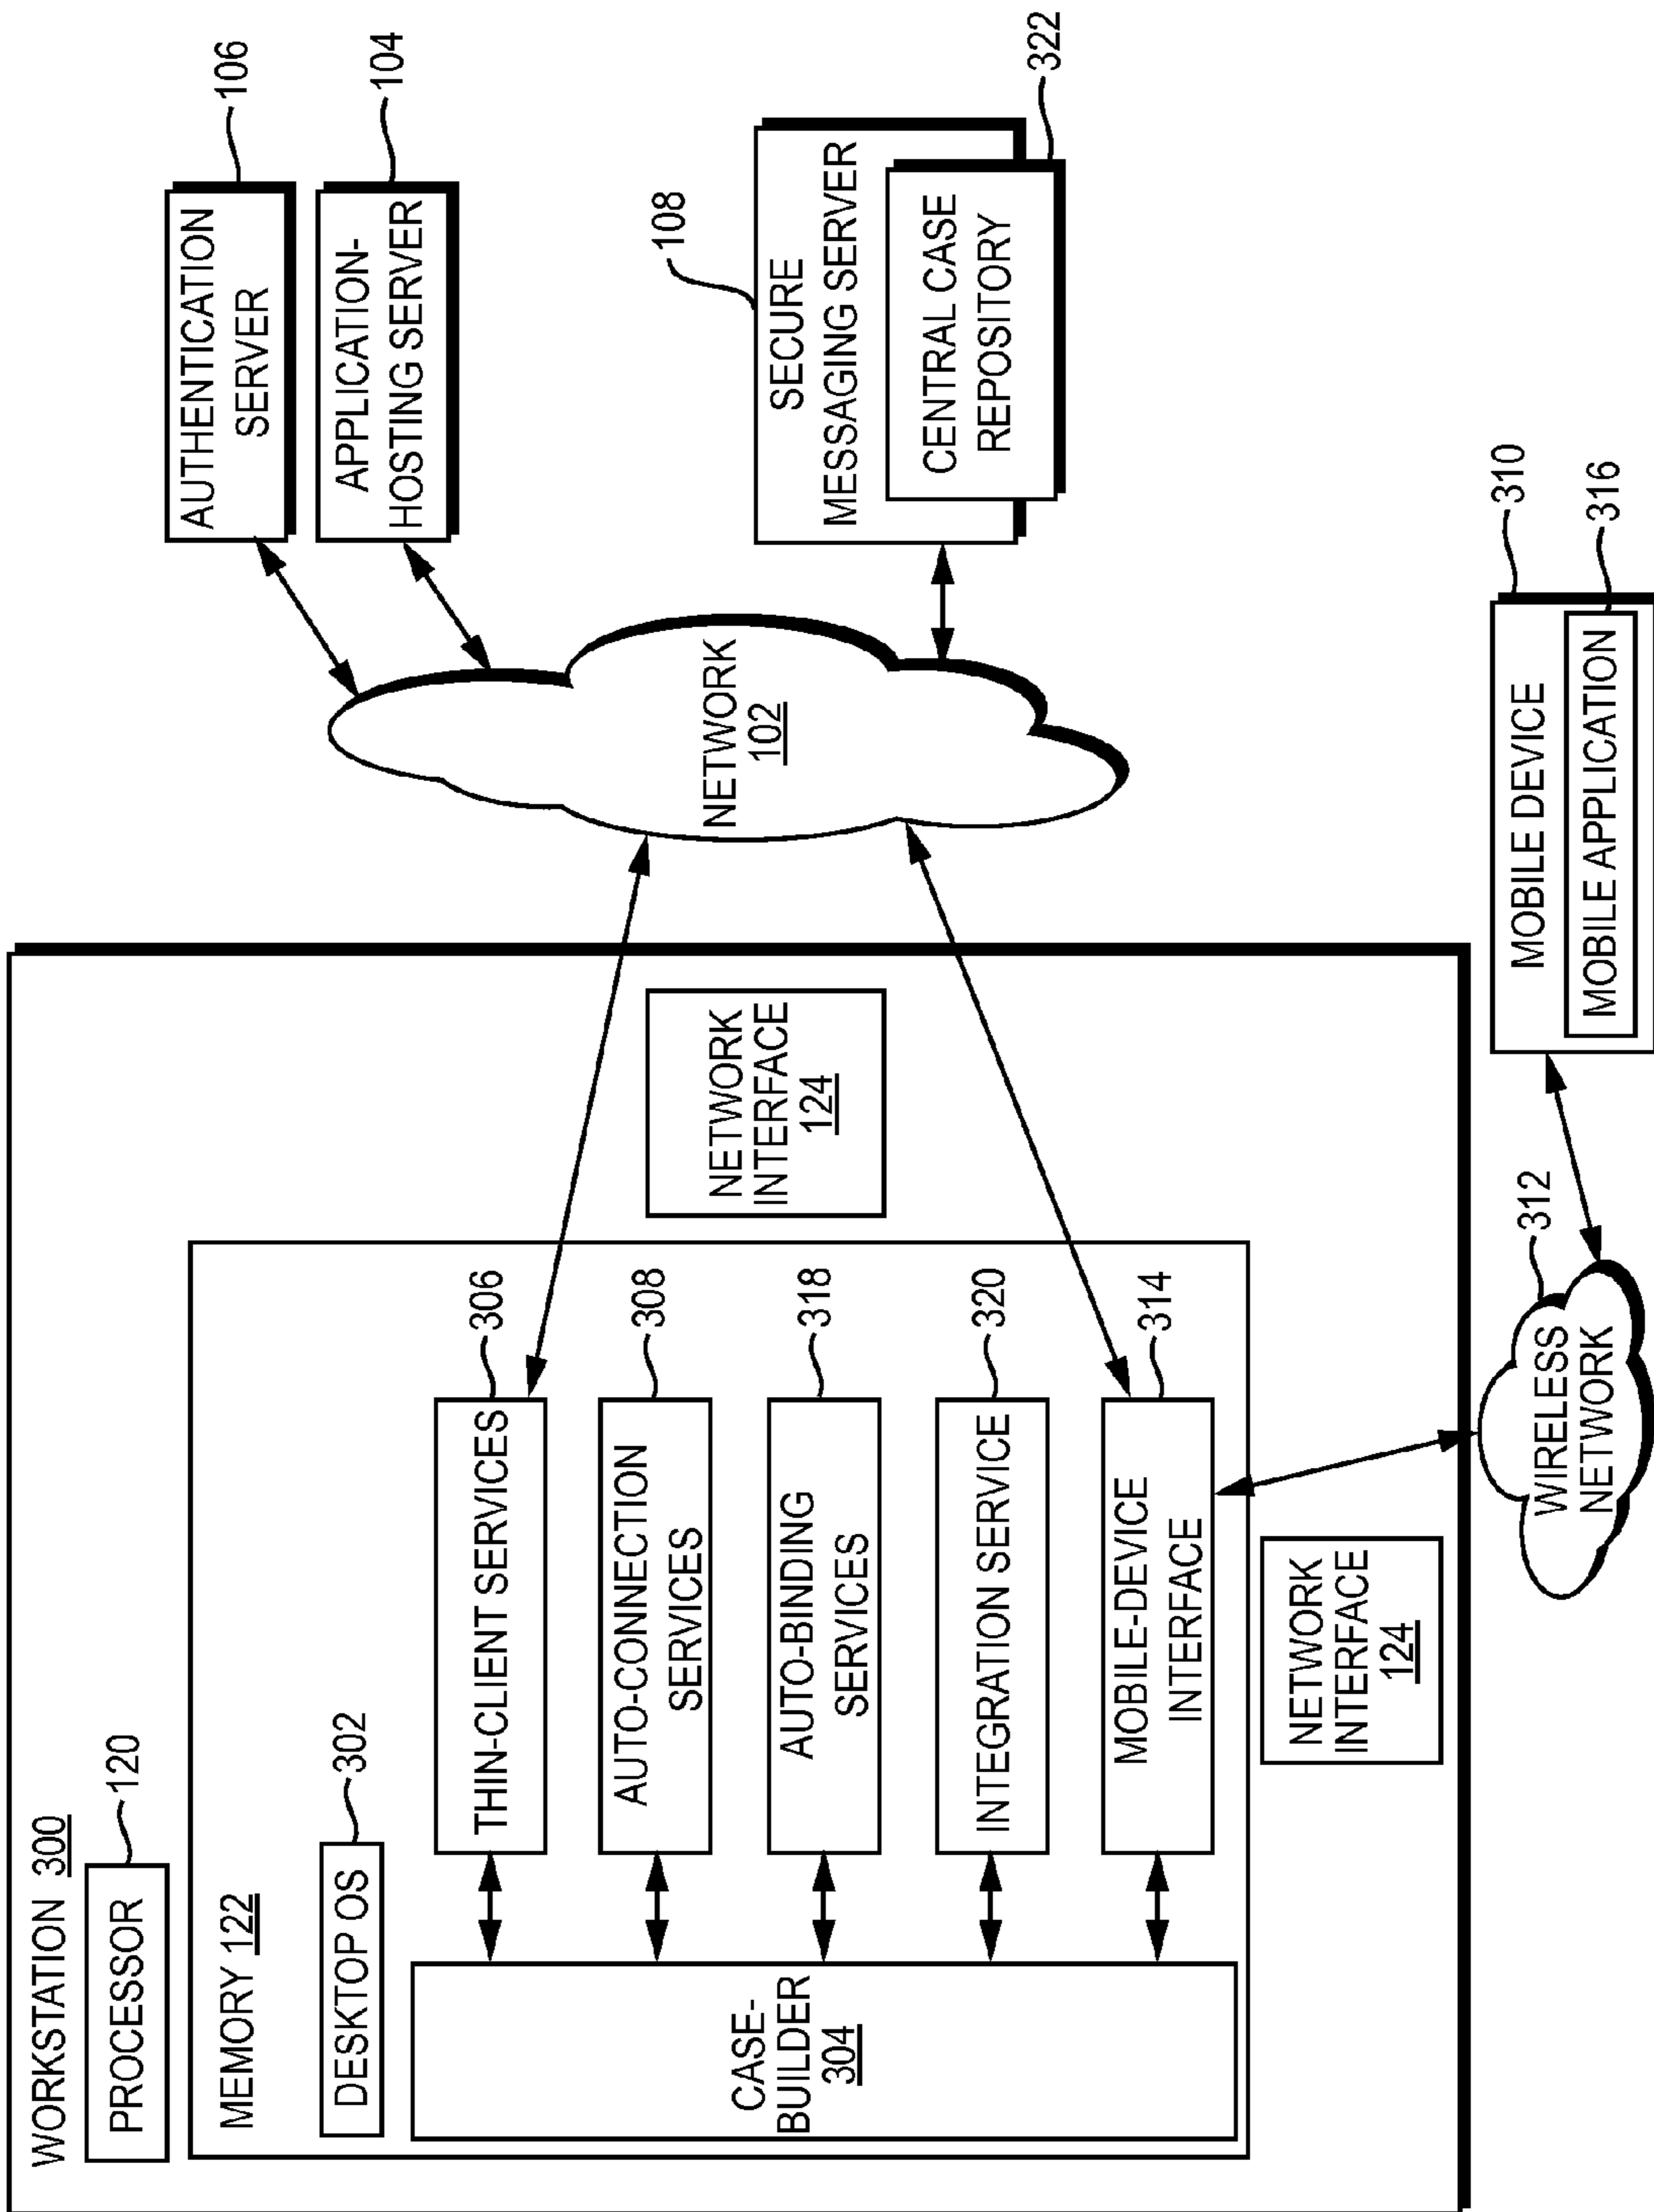 WORKSTATION 300
PROCESSOR
120
MEMORY 122
DESKTOP OS
302
CASE-
BUILDER
304
THIN-CLIENT SERVICES
306
AUTO-CONNECTION
SERVICES
308
AUTO-BINDING
SERVICES
318
INTEGRATION SERVICE
320
MOBILE-DEVICE
INTERFACE
314
NETWORK
INTERFACE
124
NETWORK
INTERFACE
124
NETWORK
102
AUTHENTICATION
SERVER
106
APPLICATION-
HOSTING SERVER
104
108
SECURE
MESSAGING SERVER
CENTRAL CASE
REPOSITORY
322
WIRELESS
NETWORK
312
MOBILE DEVICE
310
MOBILE APPLICATION
316